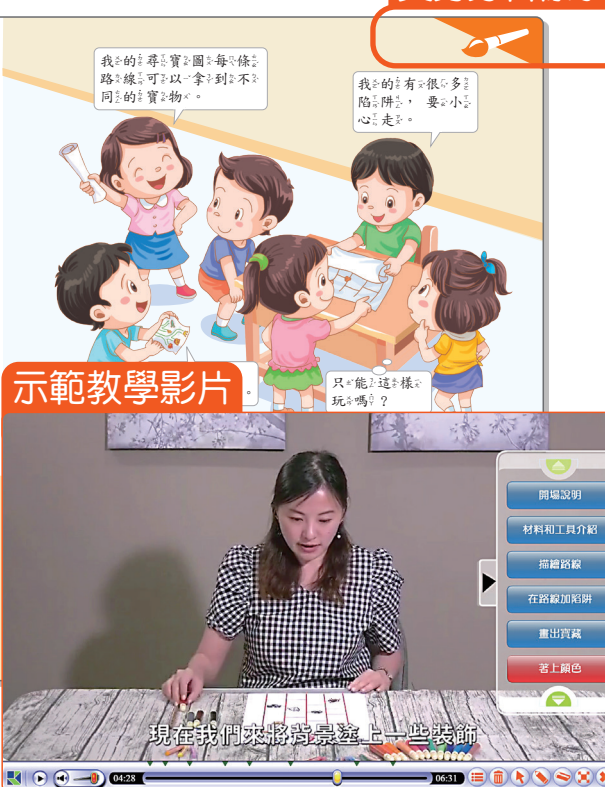 我的尋寶圖每條
路線可以拿到不
同的寶物。
我的有很多
陷阱，要小
心走。
只能這樣
玩嗎？
示範教學影片
開場說明
材料和工具介紹
描繪路線
在路線加陷阱
畫出寶藏
著上顏色
現在我們來將背景塗上一些裝飾
04:28
06:31